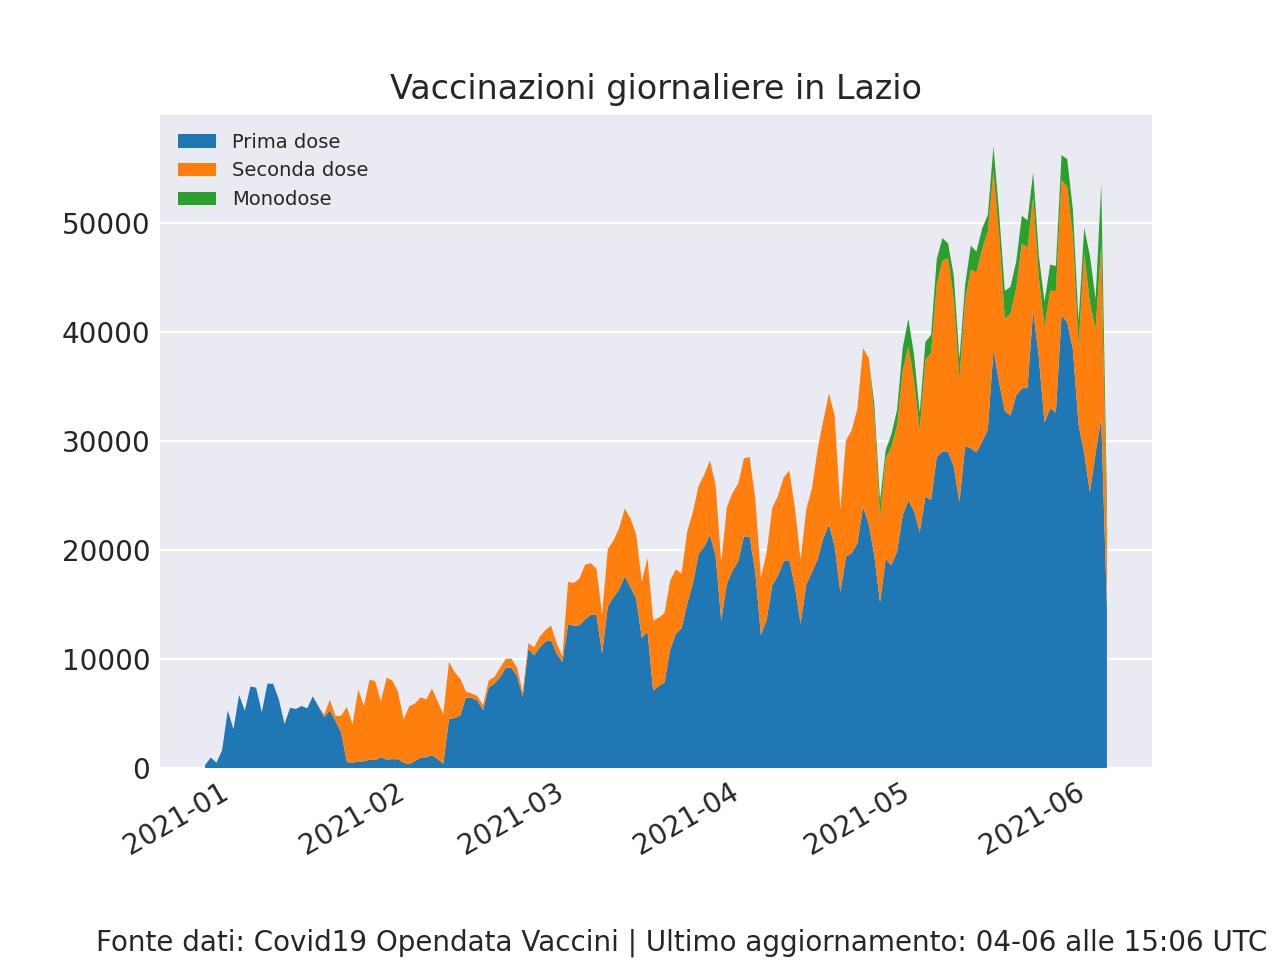 Vaccinazioni giornaliere in Lazio
Prima dose
Seconda dose
Monodose
50000
40000
30000
20000
10000
0
2021-01
2021-02
2021-03
2021-04
2021-05
2021-06
Fonte dati: Covid19 Opendata Vaccini | Ultimo aggiornamento: 04-06 alle 15:06 UTC